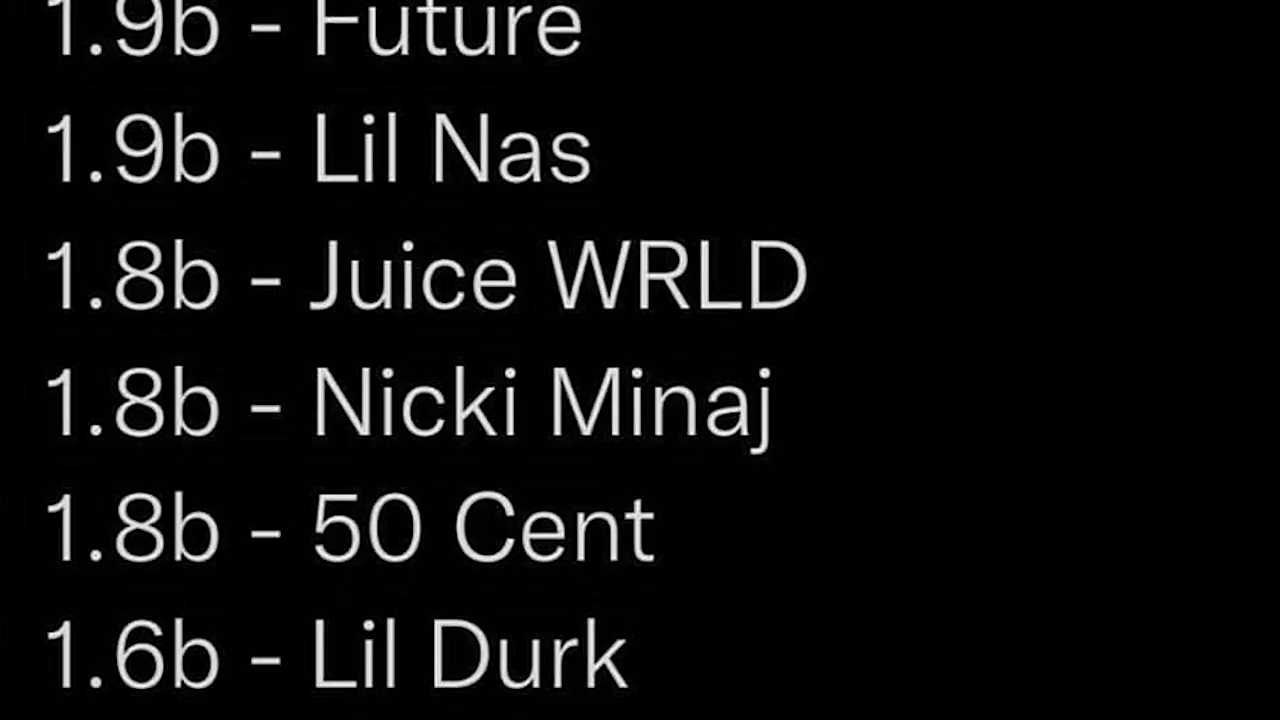 1.9b - Future
1.9b - Lil Nas
1.8b - Juice WRLD
1.8b - Nicki Minaj
1.8b - 50 Cent
1.6b - Lil Durk